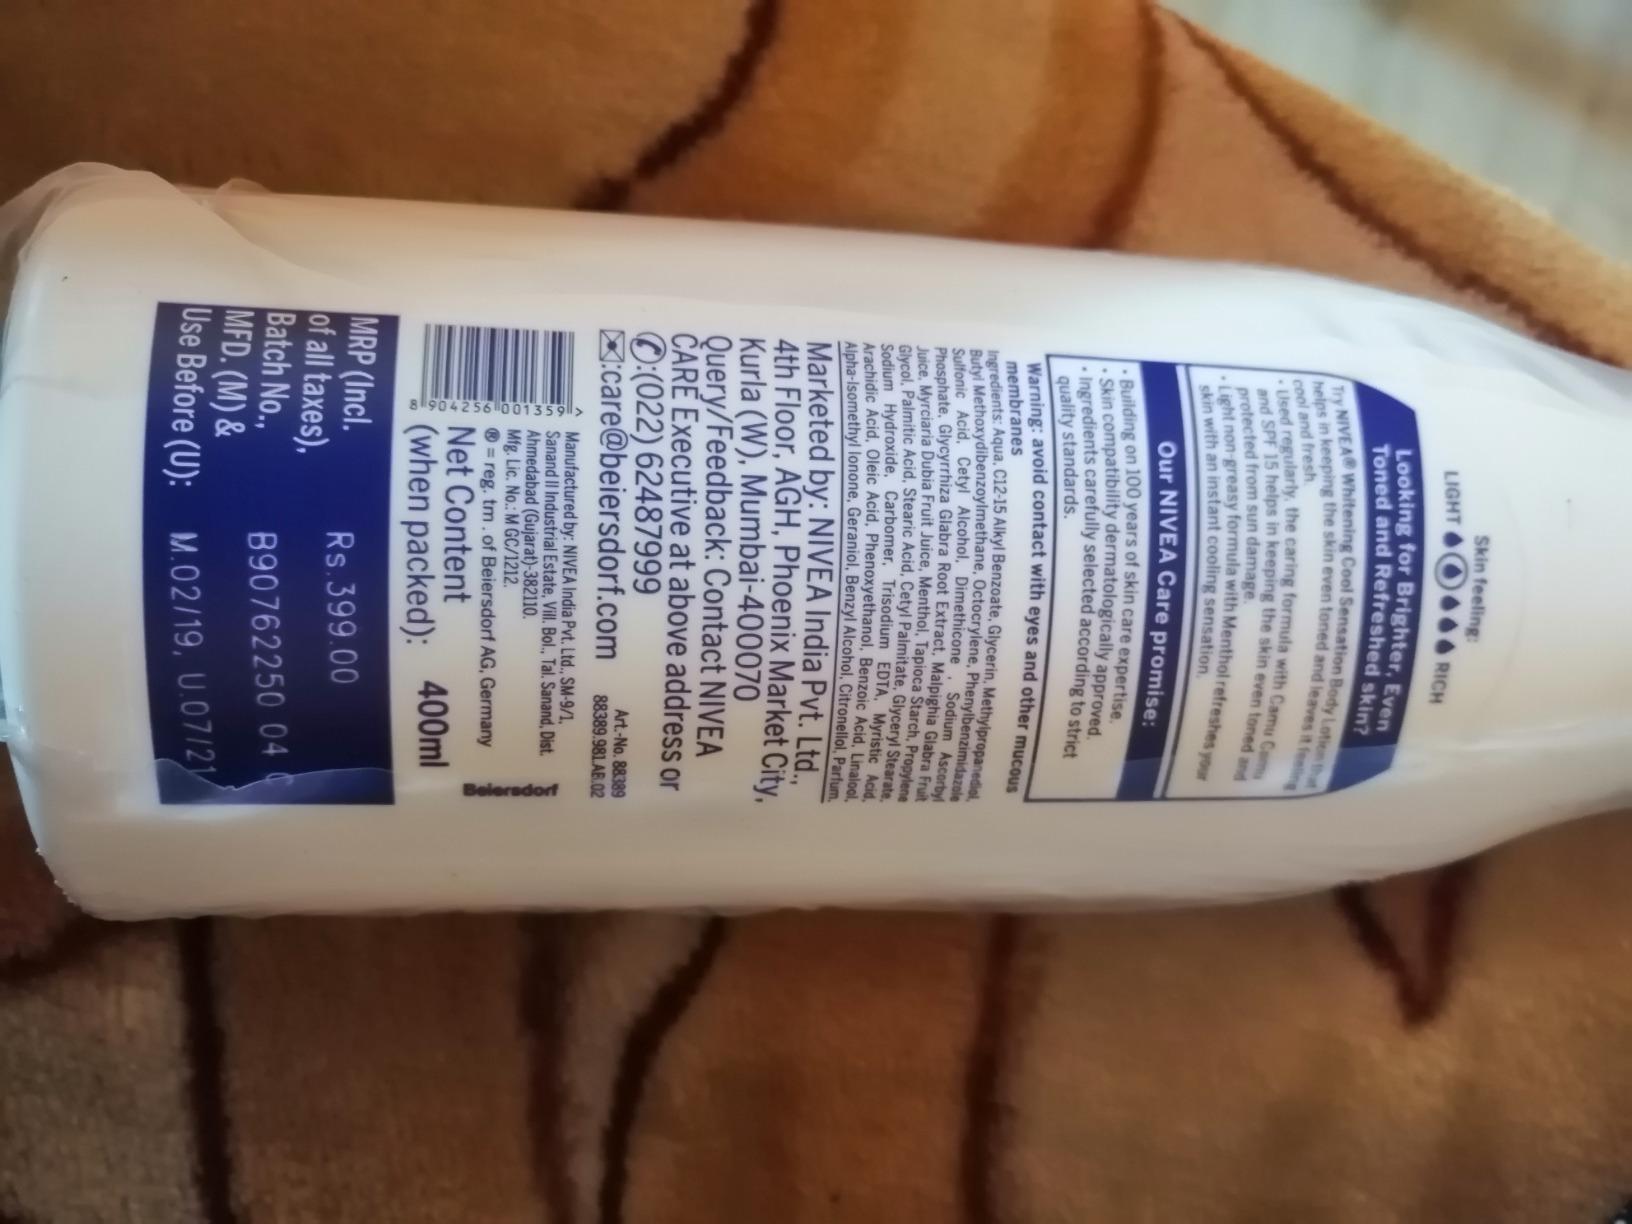 Skin feeling:
LIGHT RICH
Looking for Brighter, Even
Toned and Refreshed skin?
Try NIVEA® Whitening Cool Sensation Body Lotion that
helps in keeping the skin even toned and leaves it feeling
cool and fresh.
• Used regularly, the caring formula with Camu Camu
and SPF 15 helps in keeping the skin even toned and
protected from sun damage.
• Light non-greasy formula with Menthol refreshes your
skin with an instant cooling sensation.
Our NIVEA Care promise:
• Building on 100 years of skin care expertise.
• Skin compatibility dermatologically approved.
• Ingredients carefully selected according to strict
quality standards.
Warning: avoid contact with eyes and other mucous
membranes
Ingredients: Aqua, C12-15 Alkyl Benzoate, Glycerin, Methylpropanediol,
Butyl Methoxydibenzoylmethane, Octocrylene, Phenylbenzimidazole
Sulfonic Acid, Cetyl Alcohol, Dimethicone, Sodium Ascorbyl
Phosphate, Glycyrrhiza Glabra Root Extract, Malpighia Glabra Fruit
Juice, Myrciaria Dubia Fruit Juice, Menthol, Tapioca Starch, Propylene
Glycol, Palmitic Acid, Stearic Acid, Cetyl Palmitate, Glyceryl Stearate,
Sodium Hydroxide, Carbomer, Trisodium EDTA, Myristic Acid,
Arachidic Acid, Oleic Acid, Phenoxyethanol, Benzoic Acid, Linalool,
Alpha-Isomethyl Ionone, Geraniol, Benzyl Alcohol, Citronellol, Parfum.
Marketed by: NIVEA India Pvt. Ltd.,
4th Floor, AGH, Phoenix Market City,
Kurla (W), Mumbai-400070
Query/Feedback: Contact NIVEA
CARE Executive at above address or
:(022) 62487999
:care@beiersdorf.com
Art.-No. 88389
88389.981.AB.02
8 904256 001359 >
Manufactured by: NIVEA India Pvt. Ltd., SM-9/1,
Sanand II Industrial Estate, Vill. Bol., Tal. Sanand, Dist.
Ahmedabad (Gujarat)-382110.
Mfg. Lic. No.: M GC/1212.
® = reg. tm. of Beiersdorf AG, Germany
Beiersdorf
Net Content
(when packed): 400ml
MRP (Incl.
of all taxes), Rs.399.00
Batch No., B90762250 04
MFD. (M) &
Use Before (U): M.02/19, U.07/21